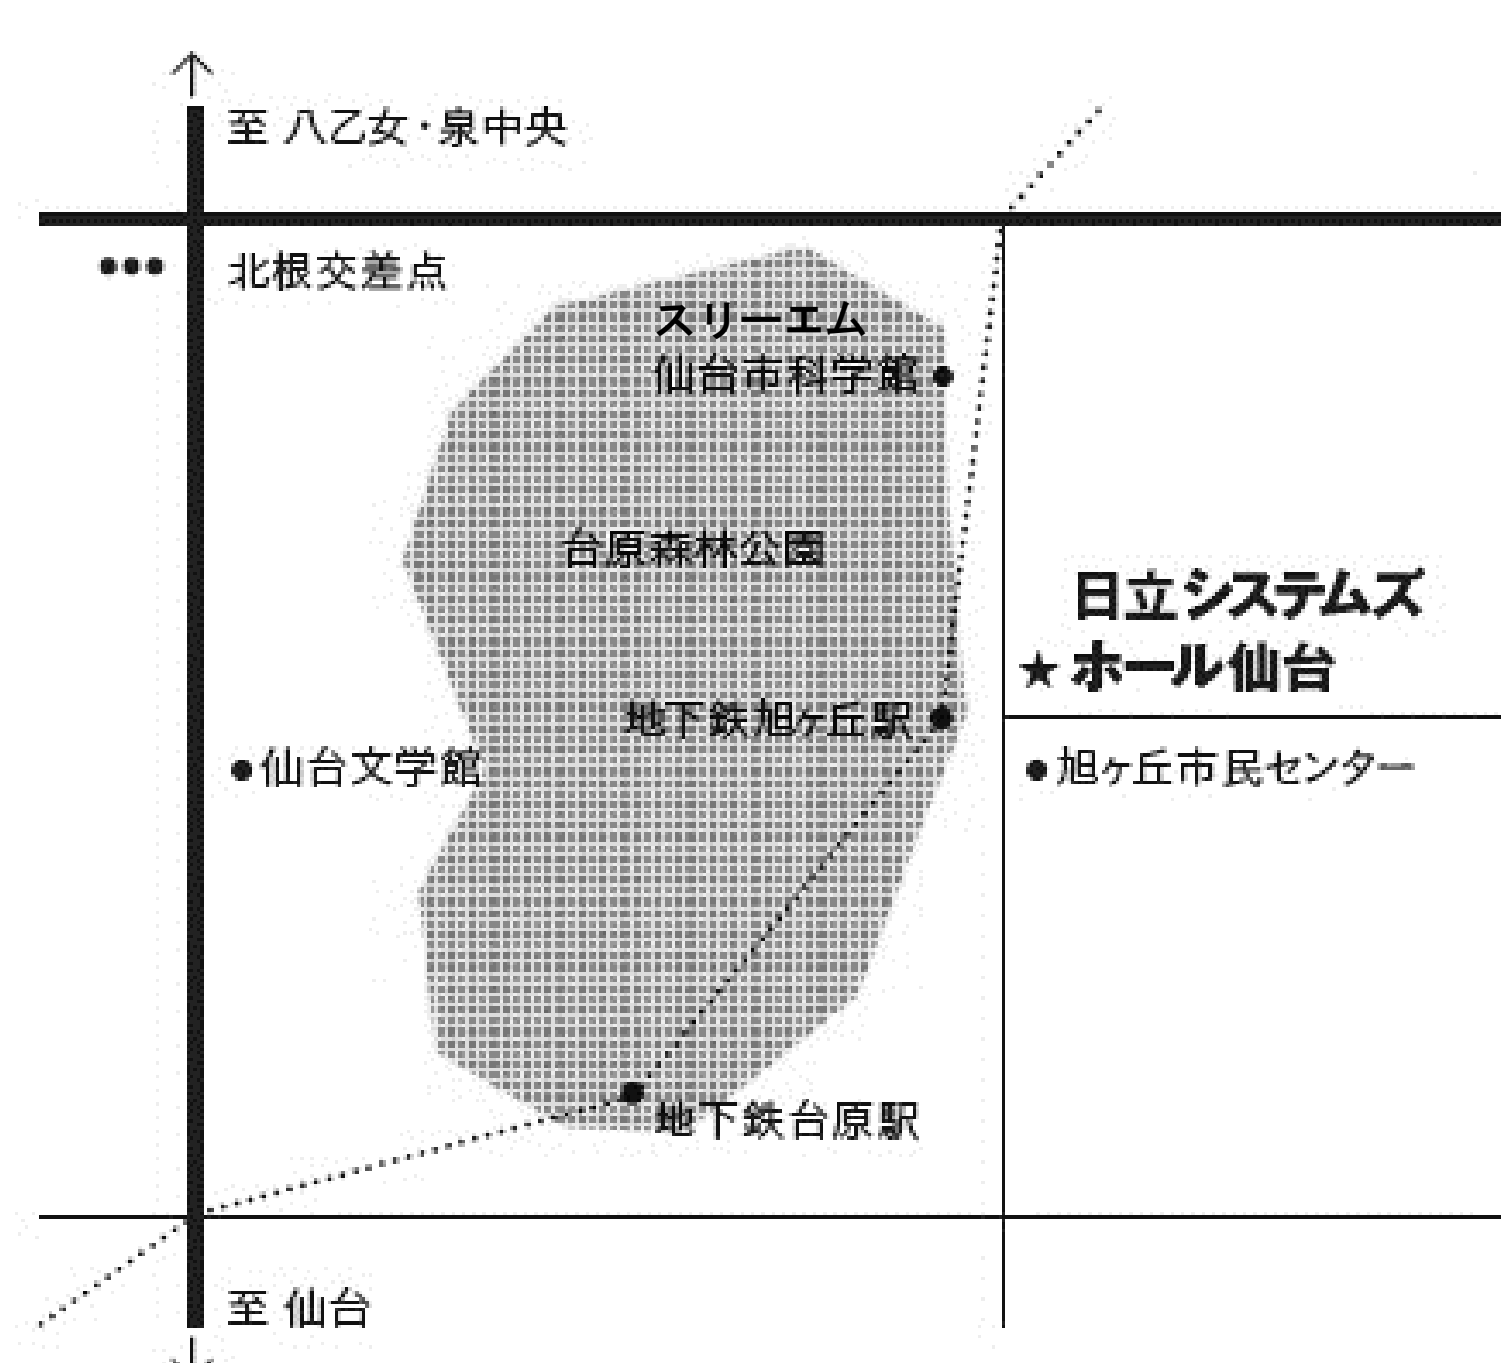 至 八乙女・泉中央
北根交差点
スリーエム
仙台市科学館
台原森林公園
日立システムズ
★ ホール仙台
地下鉄旭ヶ丘駅
仙台文学館
旭ヶ丘市民センター
地下鉄台原駅
至 仙台